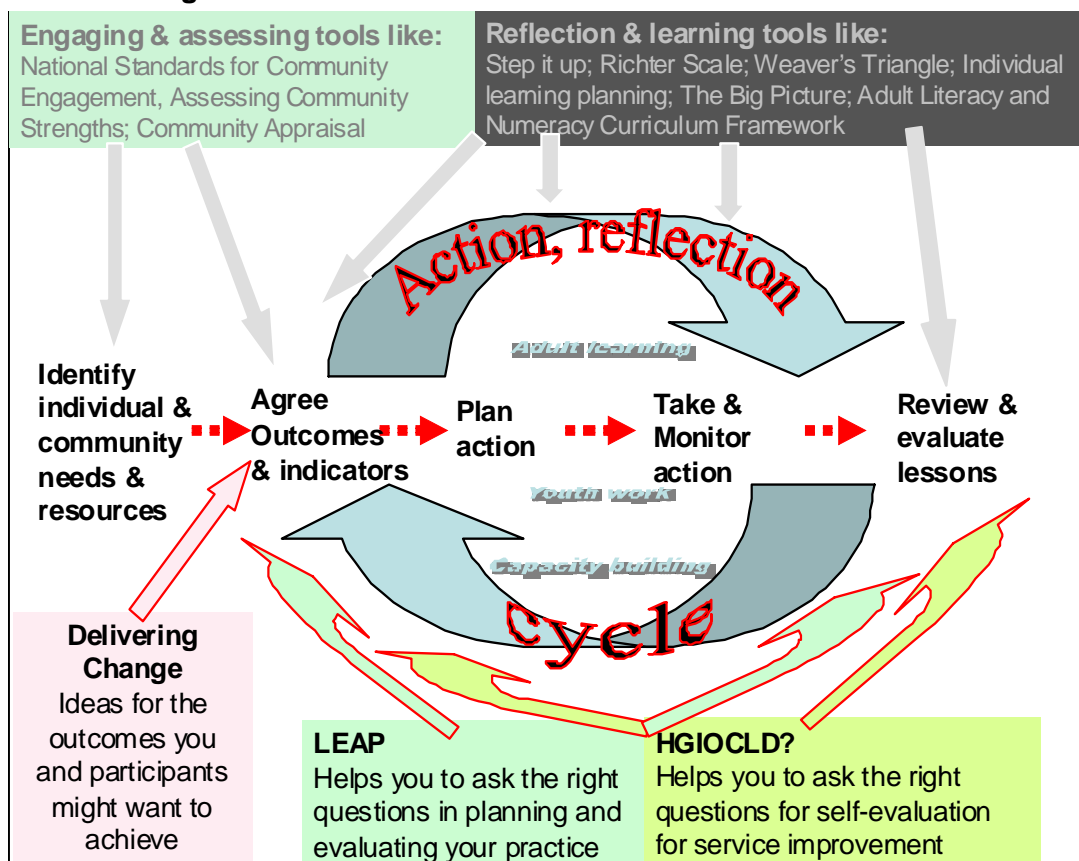 Engaging & assessing tools like:
National Standards for Community
Engagement, Assessing Community
Strengths; Community Appraisal
Reflection & learning tools like:
Step it up; Richter Scale; Weaver's Triangle; Individual
learning planning; The Big Picture; Adult Literacy and
Numeracy Curriculum Framework
Action, reflection
Adult learning
Identify
individual &
community
needs &
resources
Agree
Outcomes
& indicators
Plan
action
Take &
Monitor
action
Review &
evaluate
lessons
Youth work
Capacity building
cycle
Delivering
Change
Ideas for the
outcomes you
and participants
might want to
achieve
LEAP
Helps you to ask the right
questions in planning and
evaluating your practice
HGIOCLD?
Helps you to ask the right
questions for self-evaluation
for service improvement